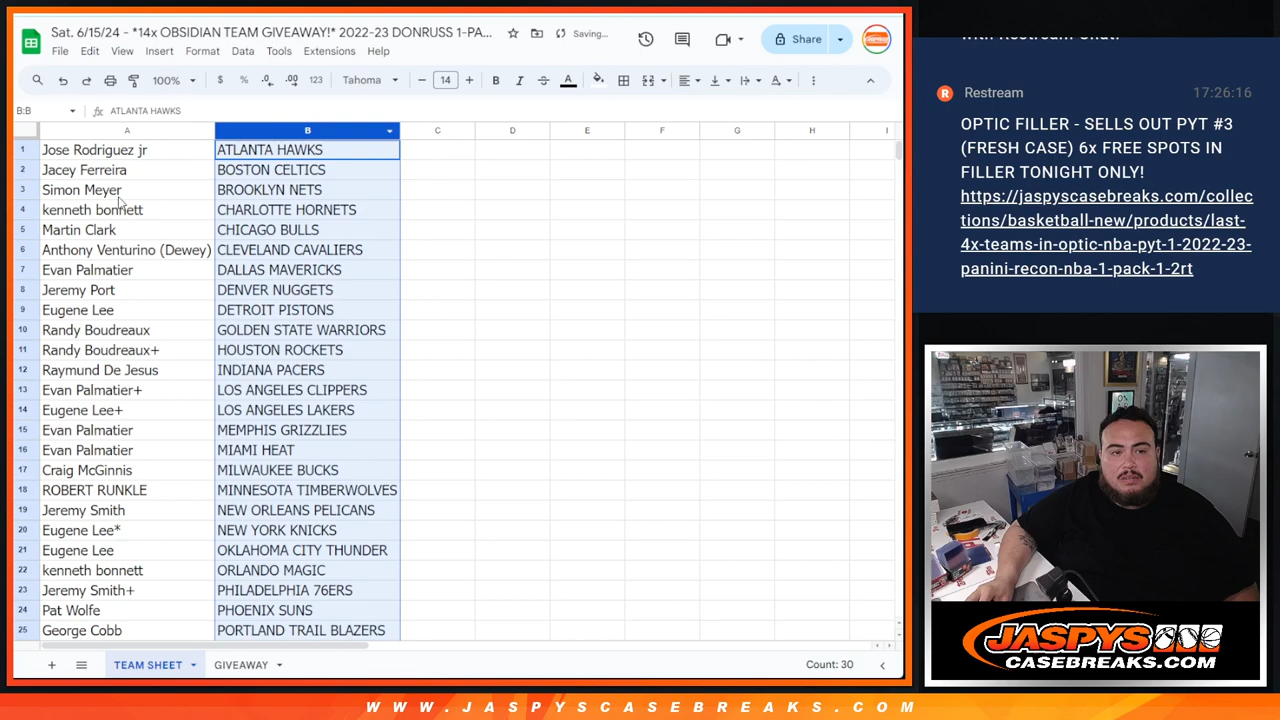 Sat. 6/15/24 - *14x OBSIDIAN TEAM GIVEAWAY!* 2022-23 DONRUSS 1-PA...
Saving...
File Edit View Insert Format Data Tools Extensions Help
Share
100% $ % .0 .00 123 Tahoma 14 B I A
B:B fx ATLANTA HAWKS
A B C D E F G H I
1 Jose Rodriguez jr ATLANTA HAWKS
2 Jacey Ferreira BOSTON CELTICS
3 Simon Meyer BROOKLYN NETS
4 kenneth bonnett CHARLOTTE HORNETS
5 Martin Clark CHICAGO BULLS
6 Anthony Venturino (Dewey) CLEVELAND CAVALIERS
7 Evan Palmatier DALLAS MAVERICKS
8 Jeremy Port DENVER NUGGETS
9 Eugene Lee DETROIT PISTONS
10 Randy Boudreaux GOLDEN STATE WARRIORS
11 Randy Boudreaux+ HOUSTON ROCKETS
12 Raymund De Jesus INDIANA PACERS
13 Evan Palmatier+ LOS ANGELES CLIPPERS
14 Eugene Lee+ LOS ANGELES LAKERS
15 Evan Palmatier MEMPHIS GRIZZLIES
16 Evan Palmatier MIAMI HEAT
17 Craig McGinnis MILWAUKEE BUCKS
18 ROBERT RUNKLE MINNESOTA TIMBERWOLVES
19 Jeremy Smith NEW ORLEANS PELICANS
20 Eugene Lee* NEW YORK KNICKS
21 Eugene Lee OKLAHOMA CITY THUNDER
22 kenneth bonnett ORLANDO MAGIC
23 Jeremy Smith+ PHILADELPHIA 76ERS
24 Pat Wolfe PHOENIX SUNS
25 George Cobb PORTLAND TRAIL BLAZERS
TEAM SHEET GIVEAWAY Count: 30
with Restream Chat!
Restream 17:26:16
OPTIC FILLER - SELLS OUT PYT #3
(FRESH CASE) 6x FREE SPOTS IN
FILLER TONIGHT ONLY!
https://jaspyscasebreaks.com/collec
tions/basketball-new/products/last-
4x-teams-in-optic-nba-pyt-1-2022-23-
panini-recon-nba-1-pack-1-2rt
JASPYS
CASEBREAKS.COM
WWW.JASPYSCASEBREAKS.COM